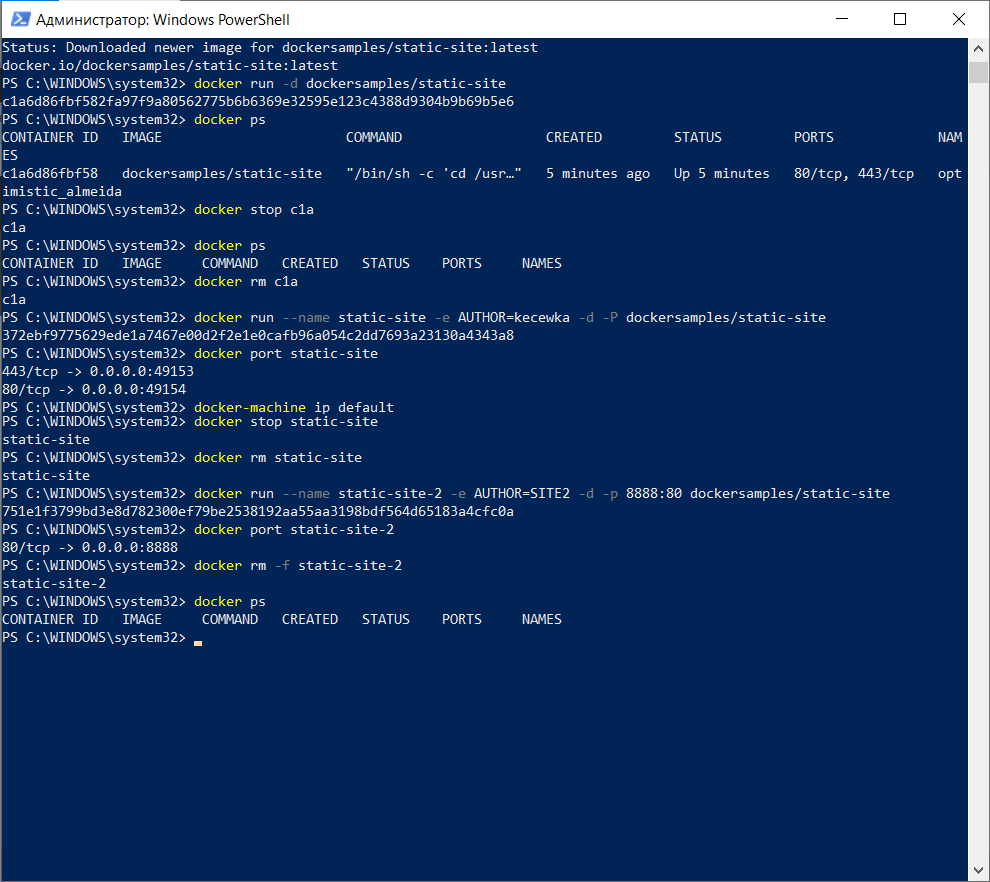 Администратор: Windows PowerShell
Status: Downloaded newer image for dockersamples/static-site:latest
docker.io/dockersamples/static-site:latest
PS C:\WINDOWS\system32> docker run -d dockersamples/static-site
c1a6d86fbf582fa97f9a80562775b6b6369e32595e123c4388d9304b9b69b5e6
PS C:\WINDOWS\system32> docker ps
CONTAINER ID   IMAGE                       COMMAND                  CREATED         STATUS         PORTS             NAM
ES
c1a6d86fbf58   dockersamples/static-site   "/bin/sh -c 'cd /usr…"   5 minutes ago   Up 5 minutes   80/tcp, 443/tcp   opt
imistic_almeida
PS C:\WINDOWS\system32> docker stop c1a
c1a
PS C:\WINDOWS\system32> docker ps
CONTAINER ID   IMAGE     COMMAND   CREATED   STATUS    PORTS     NAMES
PS C:\WINDOWS\system32> docker rm c1a
c1a
PS C:\WINDOWS\system32> docker run --name static-site -e AUTHOR=kecewka -d -P dockersamples/static-site
372ebf9775629ede1a7467e00d2f2e1e0cafb96a054c2dd7693a23130a4343a8
PS C:\WINDOWS\system32> docker port static-site
443/tcp -> 0.0.0.0:49153
80/tcp -> 0.0.0.0:49154
PS C:\WINDOWS\system32> docker-machine ip default
PS C:\WINDOWS\system32> docker stop static-site
static-site
PS C:\WINDOWS\system32> docker rm static-site
static-site
PS C:\WINDOWS\system32> docker run --name static-site-2 -e AUTHOR=SITE2 -d -p 8888:80 dockersamples/static-site
751e1f3799bd3e8d782300ef79be2538192aa55aa3198bdf564d65183a4cfc0a
PS C:\WINDOWS\system32> docker port static-site-2
80/tcp -> 0.0.0.0:8888
PS C:\WINDOWS\system32> docker rm -f static-site-2
static-site-2
PS C:\WINDOWS\system32> docker ps
CONTAINER ID   IMAGE     COMMAND   CREATED   STATUS    PORTS     NAMES
PS C:\WINDOWS\system32>